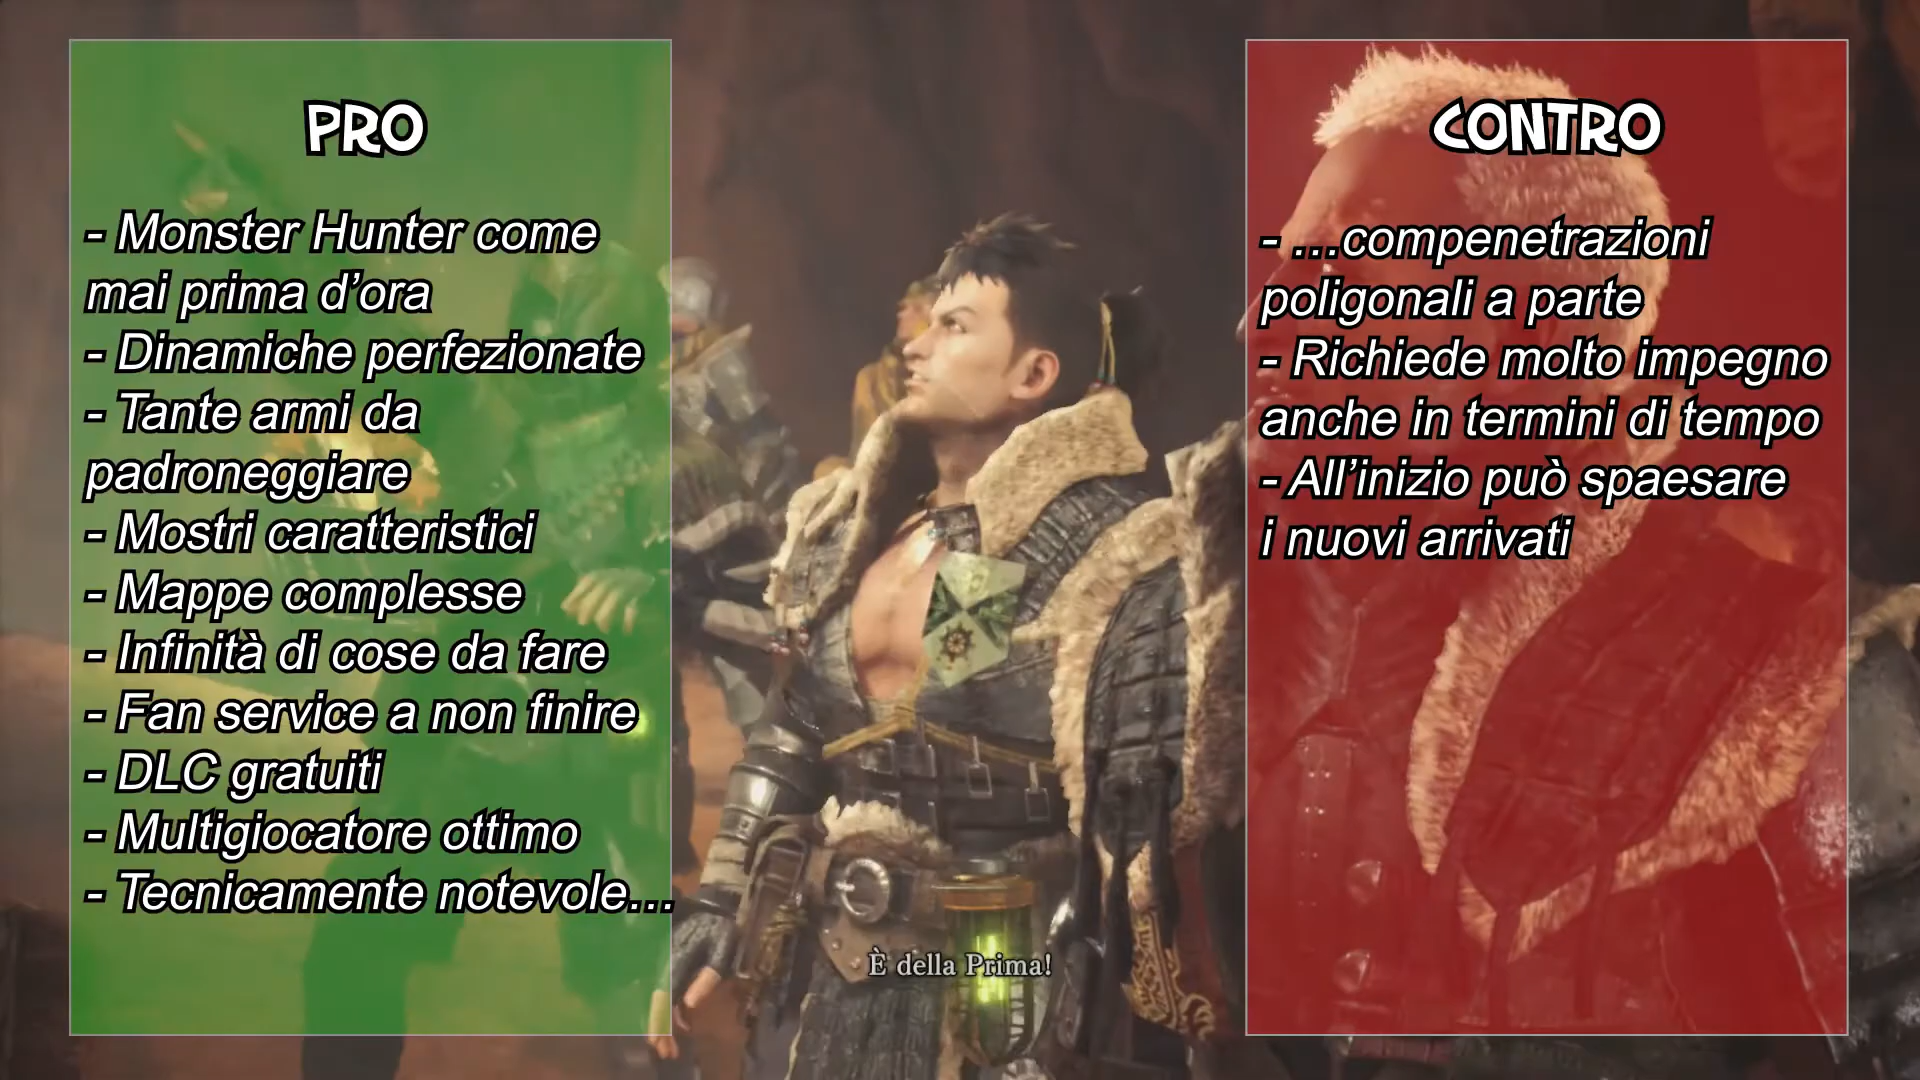 PRO
- Monster Hunter come
mai prima d’ora
- Dinamiche perfezionate
- Tante armi da
padroneggiare
- Mostri caratteristici
- Mappe complesse
- Infinità di cose da fare
- Fan service a non finire
- DLC gratuiti
- Multigiocatore ottimo
- Tecnicamente notevole...
CONTRO
- ...compenetrazioni
poligonali a parte
- Richiede molto impegno
anche in termini di tempo
- All’inizio può spaesare
i nuovi arrivati
È della Prima!